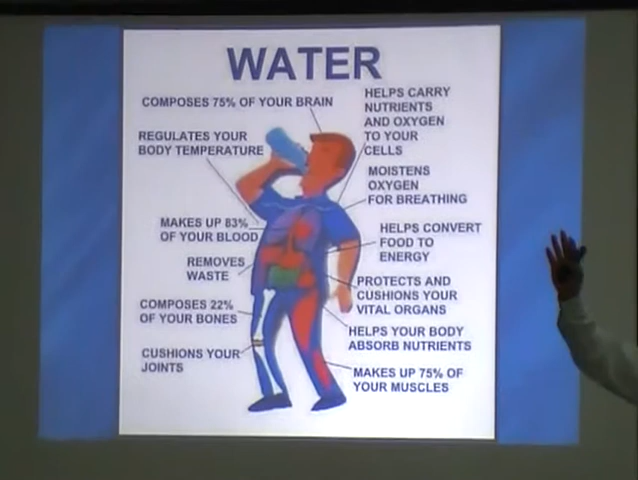 WATER
COMPOSES 75% OF YOUR BRAIN
REGULATES YOUR
BODY TEMPERATURE
MAKES UP 83%
OF YOUR BLOOD
REMOVES
WASTE
COMPOSES 22%
OF YOUR BONES
CUSHIONS YOUR
JOINTS
HELPS CARRY
NUTRIENTS
AND OXYGEN
TO YOUR
CELLS
MOISTENS
OXYGEN
FOR BREATHING
HELPS CONVERT
FOOD TO
ENERGY
PROTECTS AND
CUSHIONS YOUR
VITAL ORGANS
HELPS YOUR BODY
ABSORB NUTRIENTS
MAKES UP 75% OF
YOUR MUSCLES